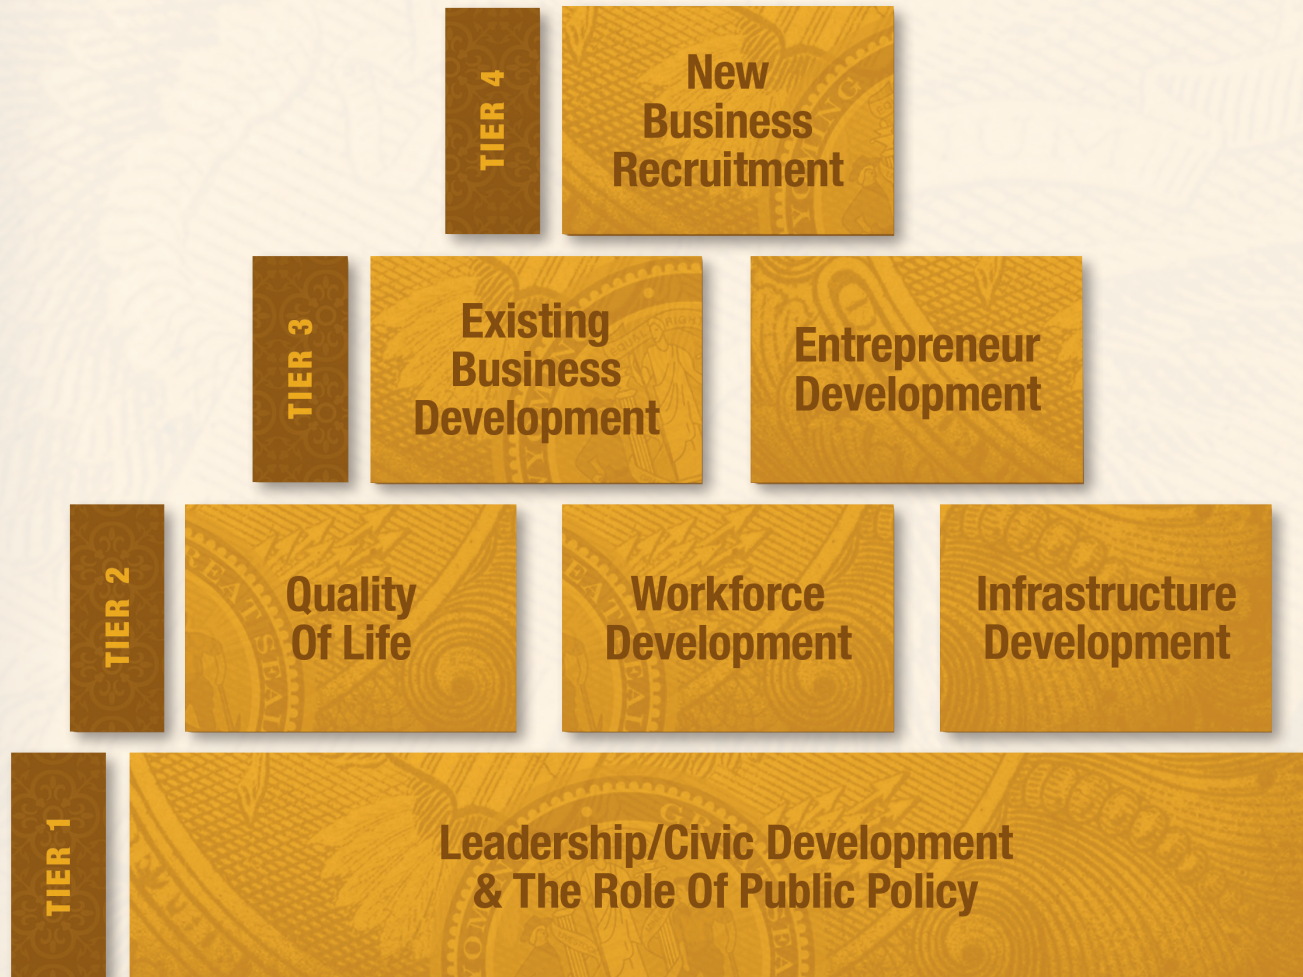 TIER 4
New
Business
Recruitment
TIER 3
Existing
Business
Development
Entrepreneur
Development
TIER 2
Quality
Of Life
Workforce
Development
Infrastructure
Development
TIER 1
Leadership/Civic Development
& The Role Of Public Policy